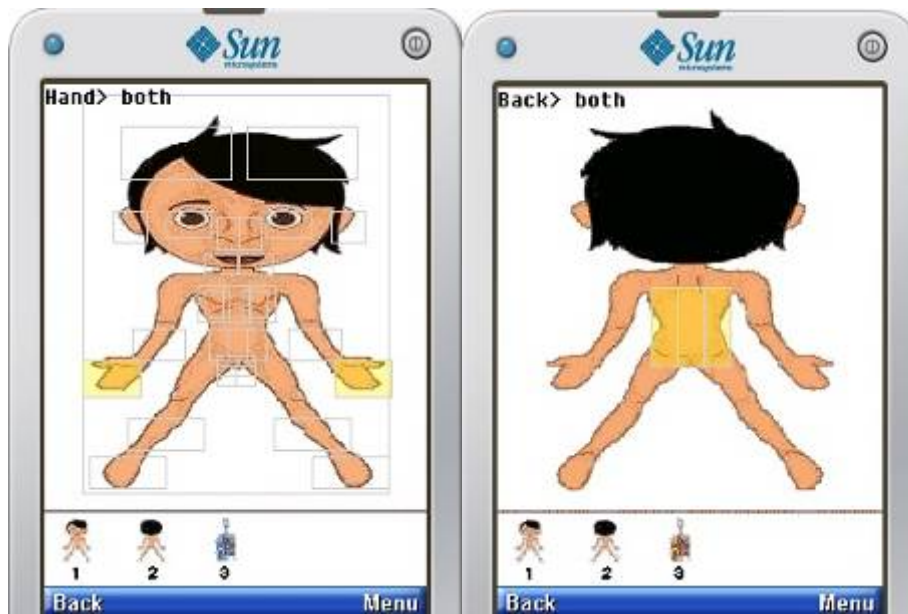 Sun
microsystems
Hand> both
1 2 3
Back Menu
Sun
microsystems
Back> both
1 2 3
Back Menu